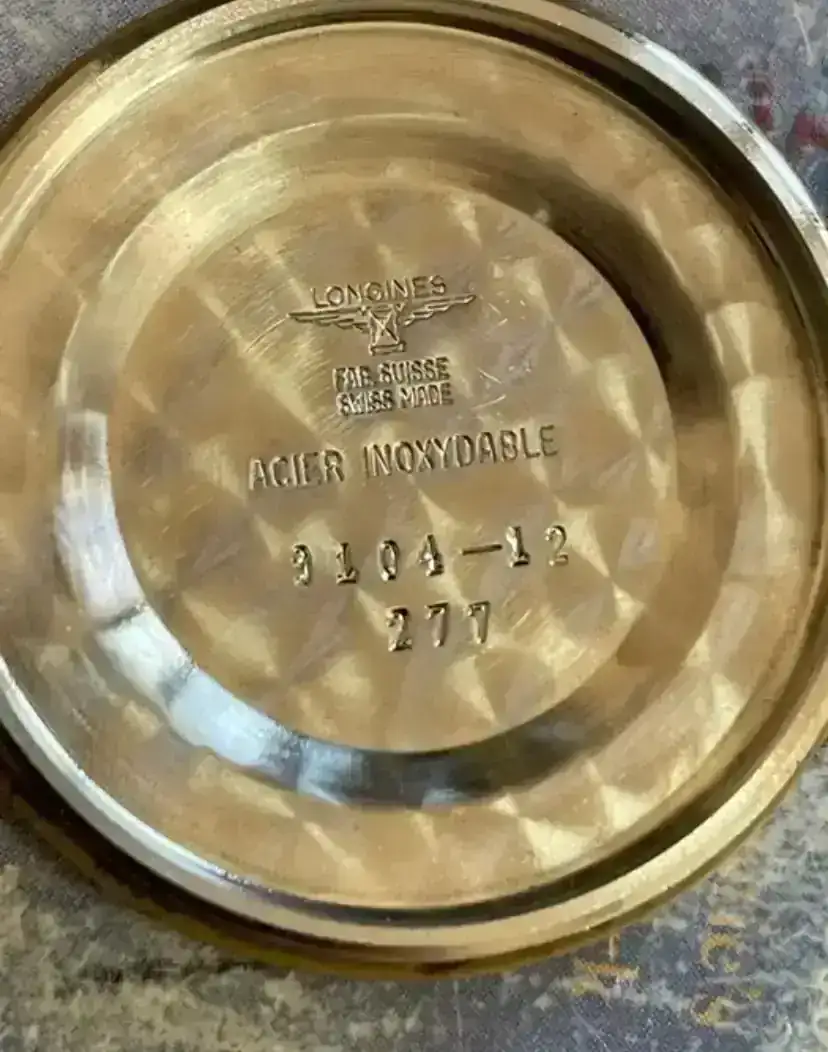 LONGINES
FAB. SUISSE
SWISS MADE
ACIER INOXYDABLE
9104-12
277